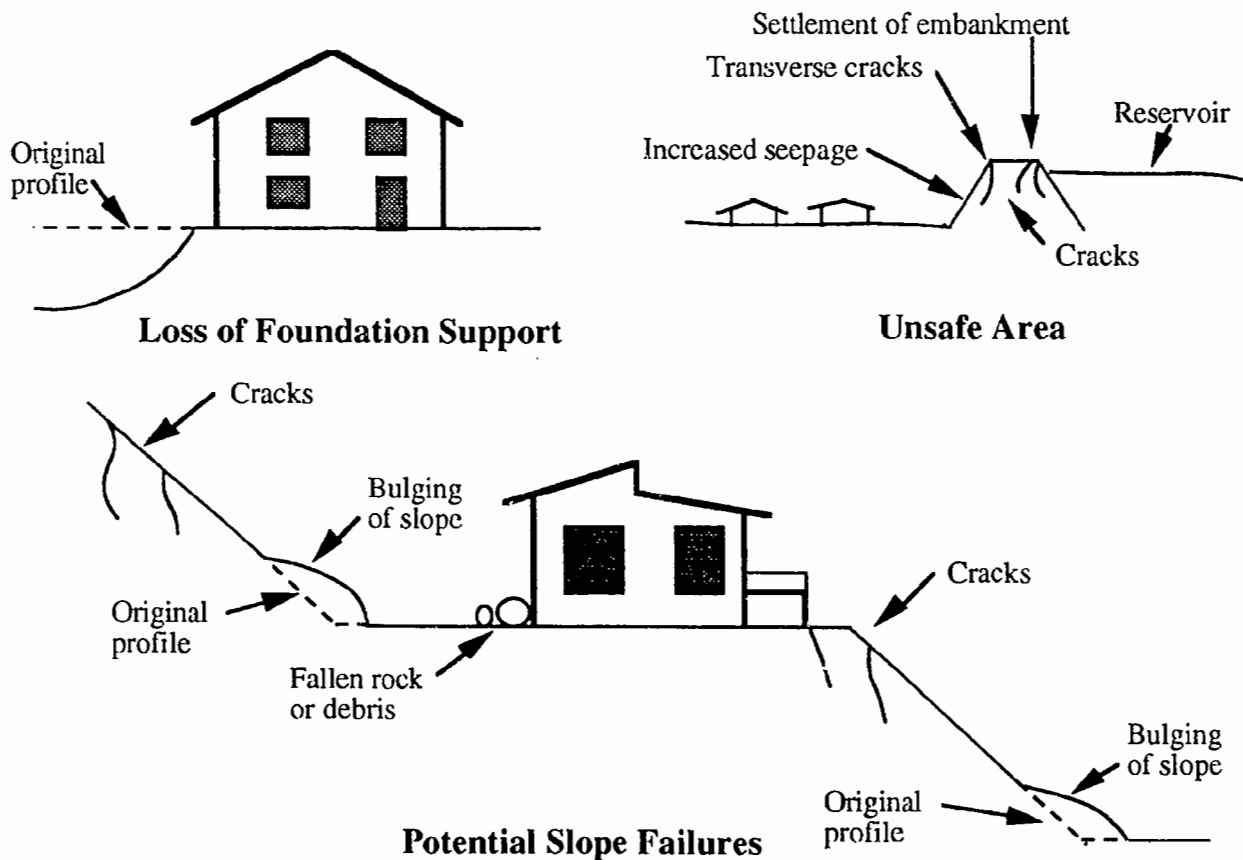 Original
profile
Loss of Foundation Support
Settlement of embankment
Transverse cracks
Reservoir
Increased seepage
Cracks
Unsafe Area
Cracks
Bulging
of slope
Original
profile
Fallen rock
or debris
Cracks
Bulging
of slope
Original
profile
Potential Slope Failures